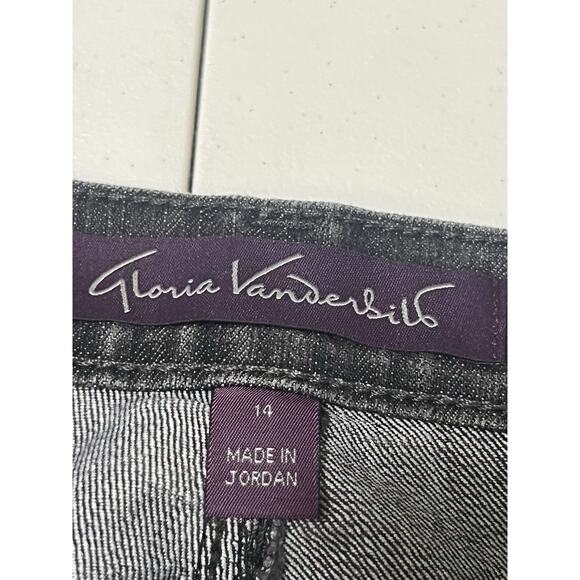 Gloria Vanderbilt
14
MADE IN
JORDAN